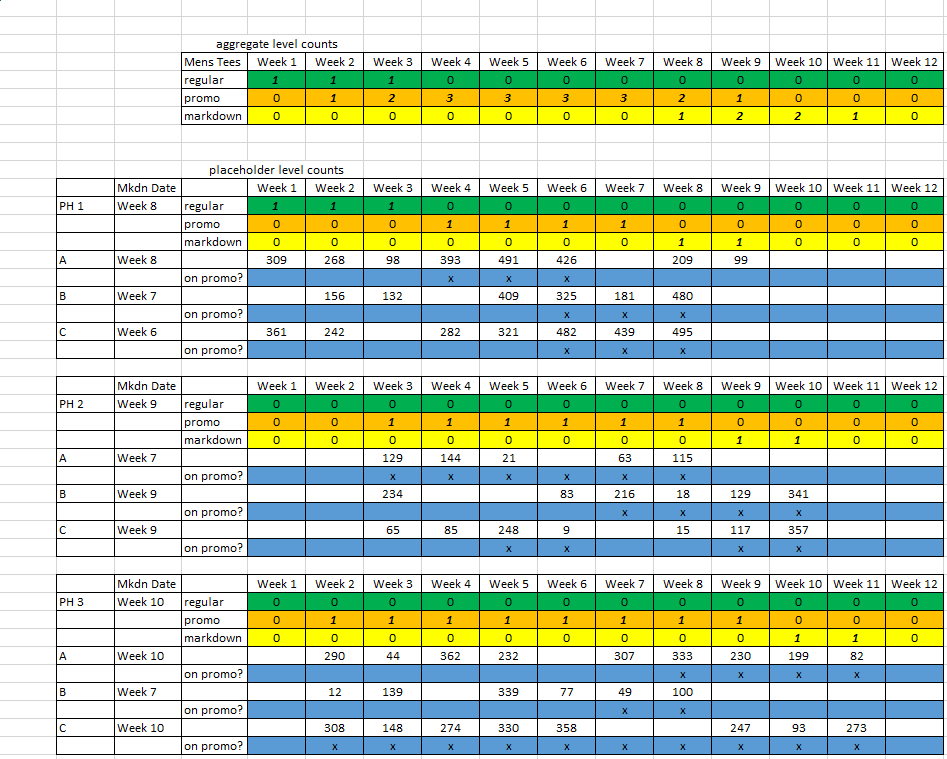 aggregate level counts
Mens Tees Week 1 Week 2 Week 3 Week 4 Week 5 Week 6 Week 7 Week 8 Week 9 Week 10 Week 11 Week 12
regular 1 1 1 0 0 0 0 0 0 0 0 0
promo 0 1 2 3 3 3 3 2 1 0 0 0
markdown 0 0 0 0 0 0 0 1 2 2 1 0
placeholder level counts
Mkdn Date Week 1 Week 2 Week 3 Week 4 Week 5 Week 6 Week 7 Week 8 Week 9 Week 10 Week 11 Week 12
PH 1 Week 8 regular 1 1 1 0 0 0 0 0 0 0 0 0
promo 0 0 0 1 1 1 1 0 0 0 0 0
markdown 0 0 0 0 0 0 0 1 1 0 0 0
A Week 8 309 268 98 393 491 426 209 99
on promo? x x x
B Week 7 156 132 409 325 181 480
on promo? x x x
C Week 6 361 242 282 321 482 439 495
on promo? x x x
Mkdn Date Week 1 Week 2 Week 3 Week 4 Week 5 Week 6 Week 7 Week 8 Week 9 Week 10 Week 11 Week 12
PH 2 Week 9 regular 0 0 0 0 0 0 0 0 0 0 0 0
promo 0 0 1 1 1 1 1 1 0 0 0 0
markdown 0 0 0 0 0 0 0 0 1 1 0 0
A Week 7 129 144 21 63 115
on promo? x x x x x x
B Week 9 234 83 216 18 129 341
on promo? x x x x
C Week 9 65 85 248 9 15 117 357
on promo? x x x x
Mkdn Date Week 1 Week 2 Week 3 Week 4 Week 5 Week 6 Week 7 Week 8 Week 9 Week 10 Week 11 Week 12
PH 3 Week 10 regular 0 0 0 0 0 0 0 0 0 0 0 0
promo 0 1 1 1 1 1 1 1 1 0 0 0
markdown 0 0 0 0 0 0 0 0 0 1 1 0
A Week 10 290 44 362 232 307 333 230 199 82
on promo? x x x x
B Week 7 12 139 339 77 49 100
on promo? x x
C Week 10 308 148 274 330 358 247 93 273
on promo? x x x x x x x x x x